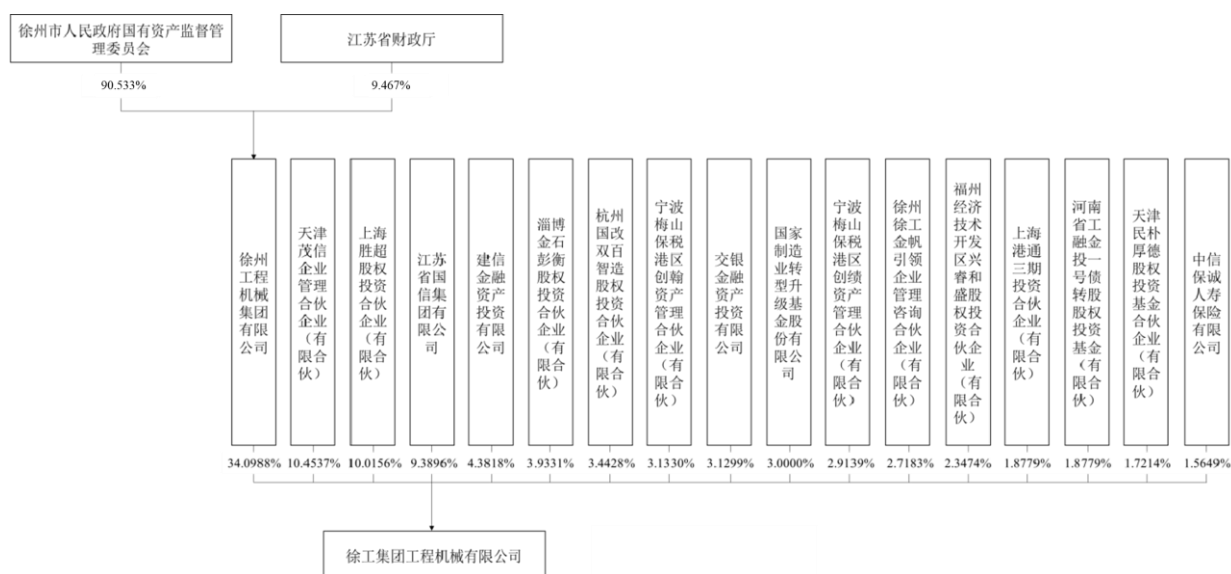 徐州市人民政府国有资产监督管
理委员会
江苏省财政厅
90.533%
9.467%
徐州工程机械集团有限公司
天津茂信企业管理合伙企业（有限合伙）
上海胜超股权投资合伙企业（有限合伙）
江苏省国信集团有限公司
建信金融资产投资有限公司
淄博金石彭衡股权投资合伙企业（有限合伙）
杭州国改双百智造股权投资合伙企业（有限合伙）
宁波梅山保税港区创翰资产管理合伙企业（有限合伙）
交银金融资产投资有限公司
国家制造业转型升级基金股份有限公司
宁波梅山保税港区创绩资产管理合伙企业（有限合伙）
徐州徐工金帆引领企业管理咨询合伙企业（有限合伙）
福州经济技术开发区兴睿和盛股权投资合伙企业（有限合伙）
上海港通三期投资合伙企业（有限合伙）
河南省工融金投一号债转股股权投资基金（有限合伙）
天津民朴厚德股权投资基金合伙企业（有限合伙）
中信保诚人寿保险有限公司
34.0988%
10.4537%
10.0156%
9.3896%
4.3818%
3.9331%
3.4428%
3.1330%
3.1299%
3.0000%
2.9139%
2.7183%
2.3474%
1.8779%
1.8779%
1.7214%
1.5649%
徐工集团工程机械有限公司